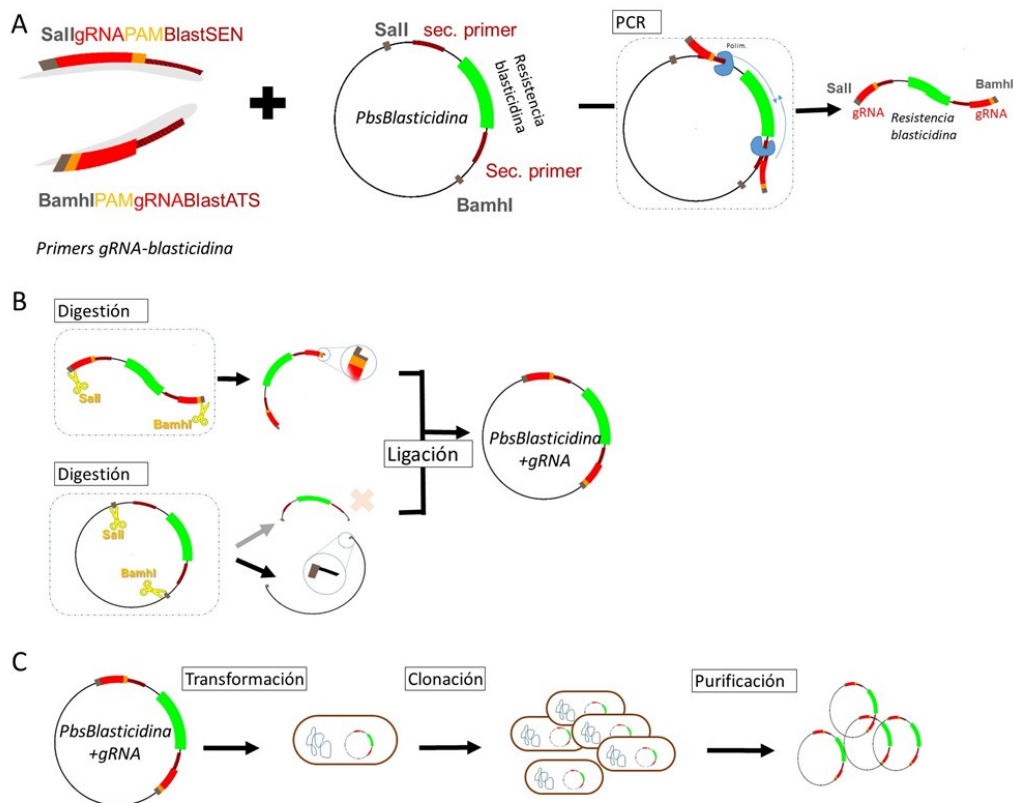 A
SalIgRNAPAMBlastSEN
BamhIPAMgRNABlastATS
Primers gRNA-blasticidina
SalI
sec. primer
Resistencia
blasticidina
PbsBlasticidina
Sec. primer
BamhI
PCR
Polim.
SalI
BamhI
gRNA
gRNA
Resistencia
blasticidina
B
Digestión
SalI
BamhI
Digestión
SalI
BamhI
Ligación
PbsBlasticidina
+gRNA
C
PbsBlasticidina
+gRNA
Transformación
Clonación
Purificación